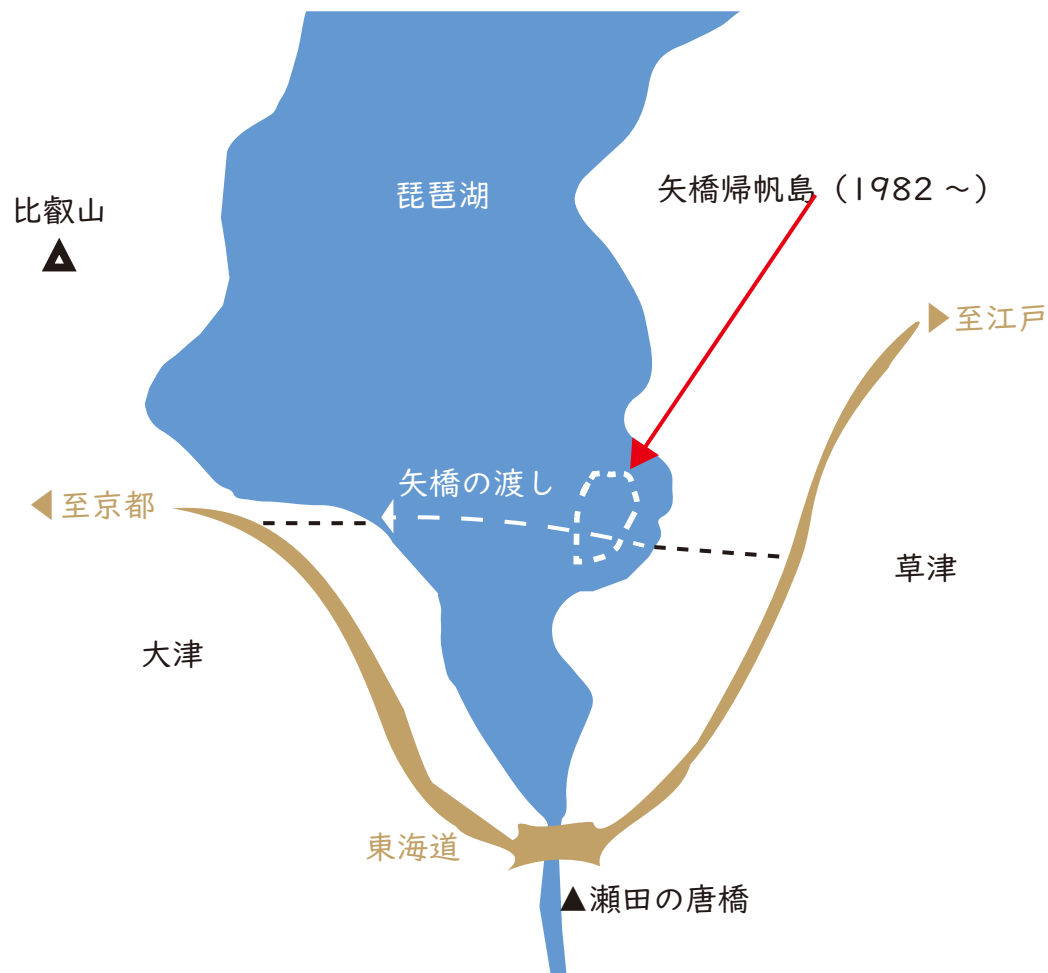 琵琶湖
矢橋帰帆島（1982 ～）
比叡山
至江戸
矢橋の渡し
至京都
草津
大津
東海道
瀬田の唐橋